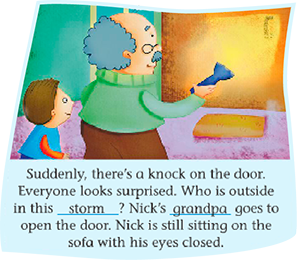 Suddenly, there's a knock on the door.
Everyone looks surprised. Who is outside
in this storm? Nick's grandpa goes to
open the door. Nick is still sitting on the
sofa with his eyes closed.